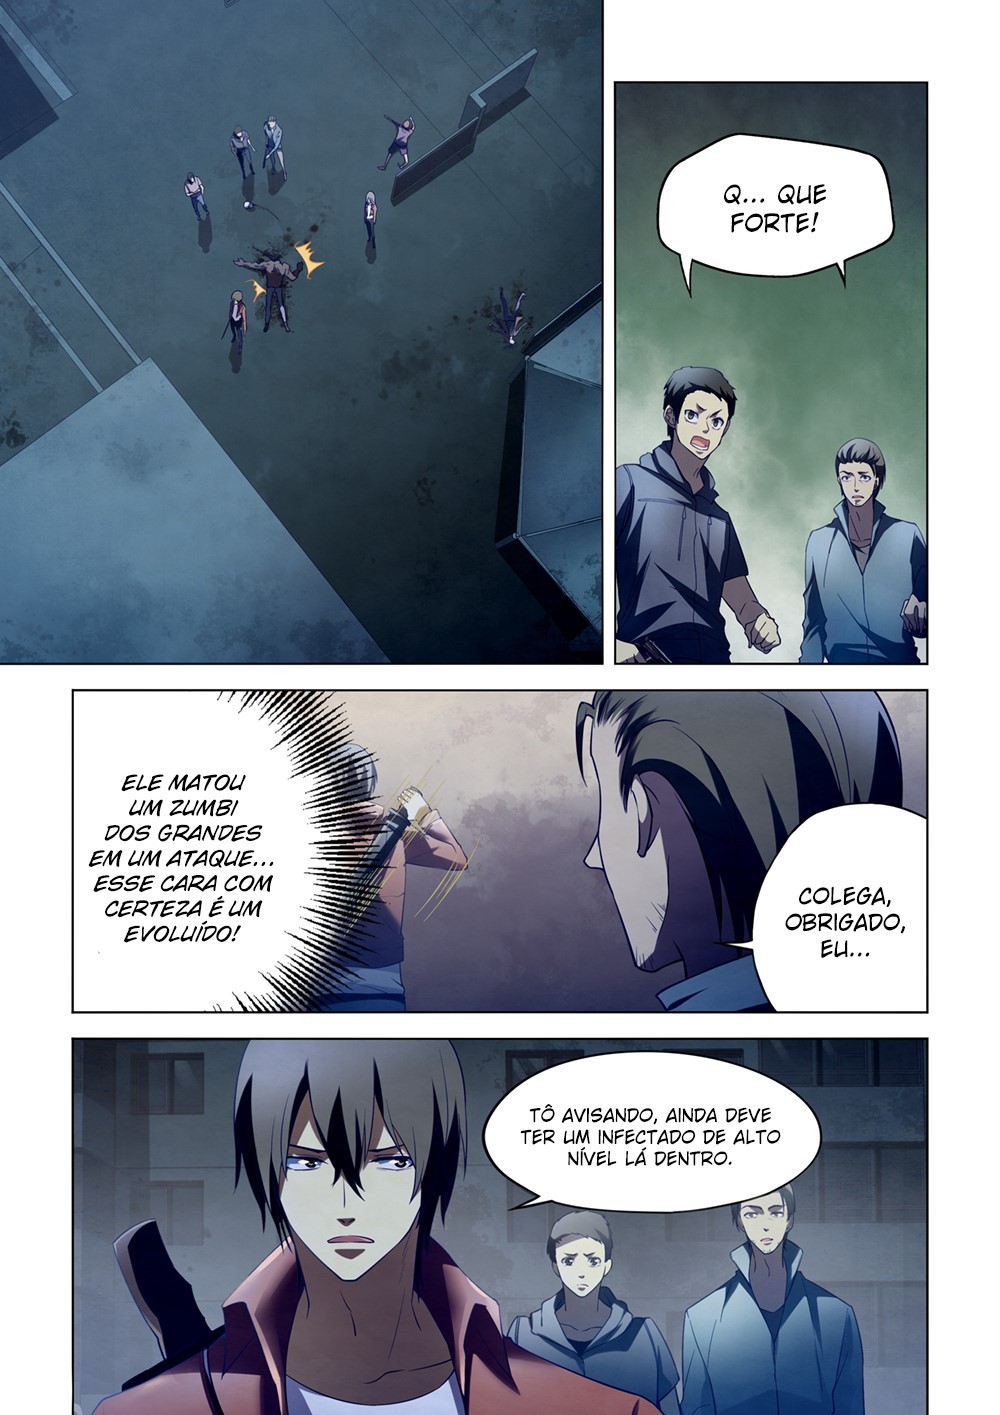 Q... QUE
FORTE!
ELE MATOU
UM ZUMBI
DOS GRANDES
EM UM ATAQUE...
ESSE CARA COM
CERTEZA É UM
EVOLUÍDO!
COLEGA,
OBRIGADO,
EU...
TÔ AVISANDO, AINDA DEVE
TER UM INFECTADO DE ALTO
NÍVEL LÁ DENTRO.